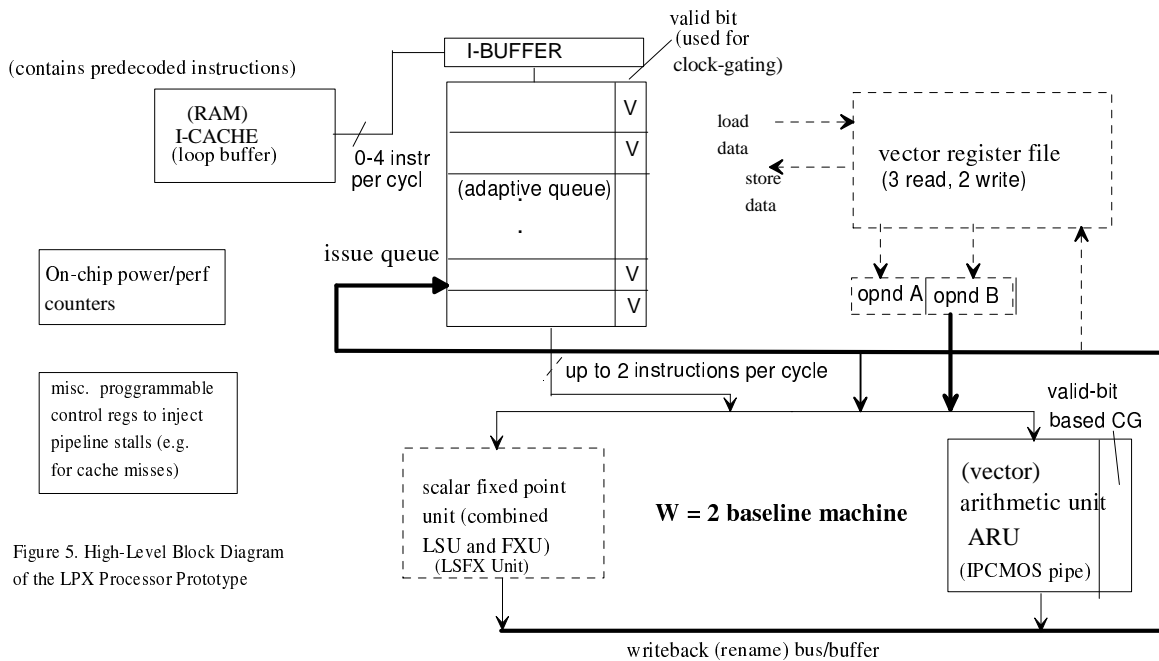 I-BUFFER
valid bit
(used for
clock-gating)
(contains predecoded instructions)
(RAM)
I-CACHE
(loop buffer)
0-4 instr
per cycl
V
V
(adaptive queue)
.
.
V
V
issue queue
load
data
store
data
vector register file
(3 read, 2 write)
opnd A
opnd B
On-chip power/perf
counters
misc. proggrammable
control regs to inject
pipeline stalls (e.g.
for cache misses)
up to 2 instructions per cycle
valid-bit
based CG
scalar fixed point
unit (combined
LSU and FXU)
(LSFX Unit)
W = 2 baseline machine
(vector)
arithmetic unit
ARU
(IPCMOS pipe)
Figure 5. High-Level Block Diagram
of the LPX Processor Prototype
writeback (rename) bus/buffer